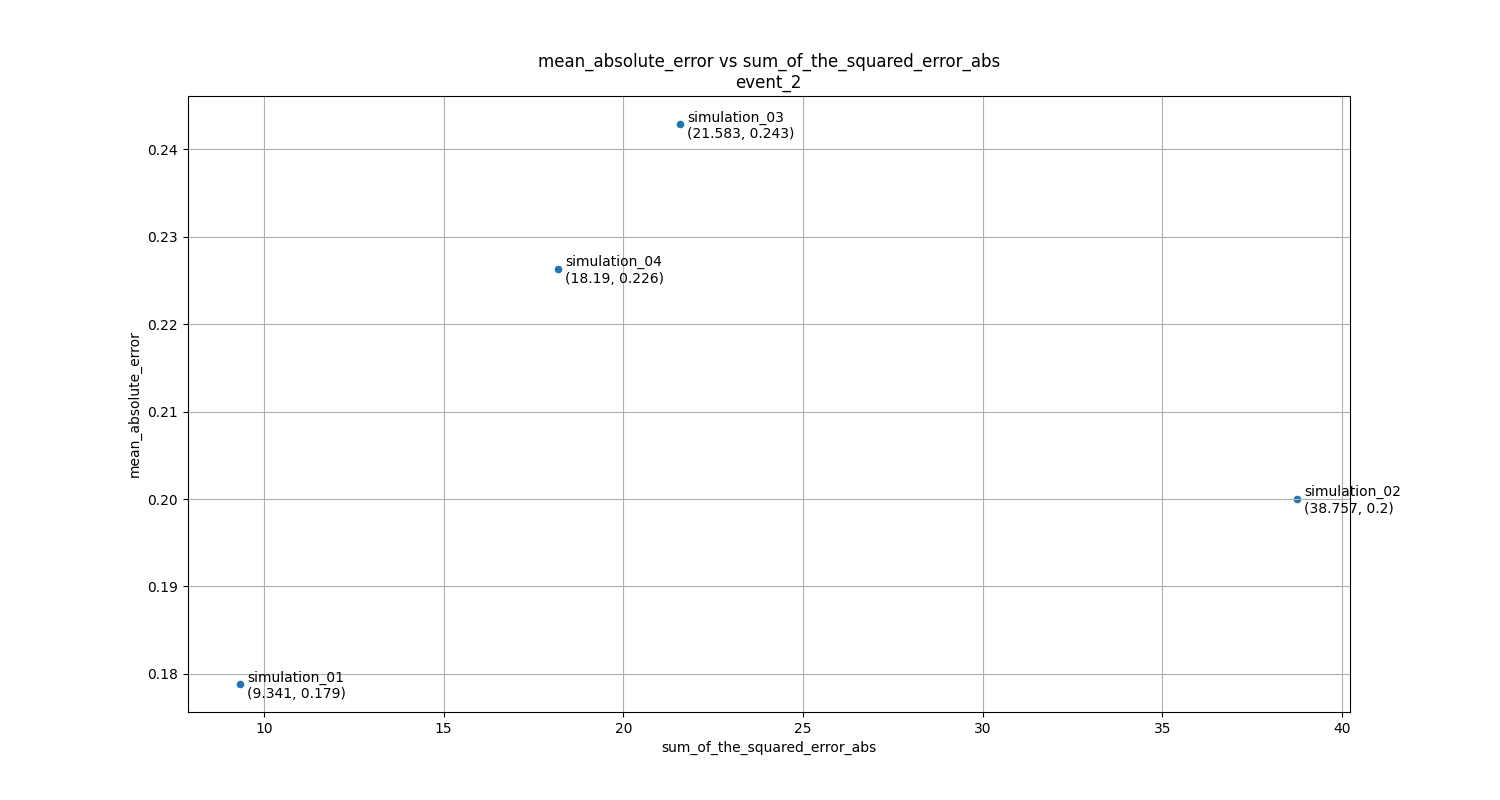 mean_absolute_error vs sum_of_the_squared_error_abs
event_2
simulation_03
(21.583, 0.243)
0.24
0.23
simulation_04
(18.19, 0.226)
0.22
mean_absolute_error
0.21
0.20
simulation_02
(38.757, 0.2)
0.19
0.18
simulation_01
(9.341, 0.179)
10 15 20 25 30 35 40
sum_of_the_squared_error_abs